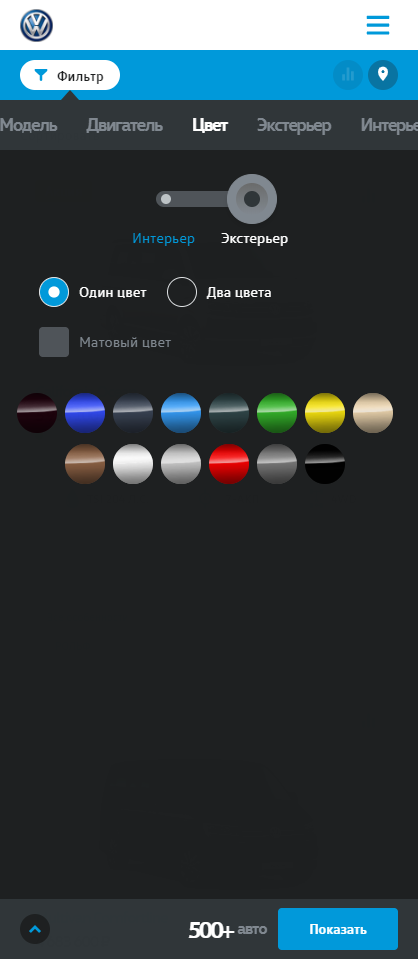 Фильтр
Модель Двигатель Цвет Экстерьер Интерье
Интерьер Экстерьер
Один цвет Два цвета
Матовый цвет
500+ авто Показать